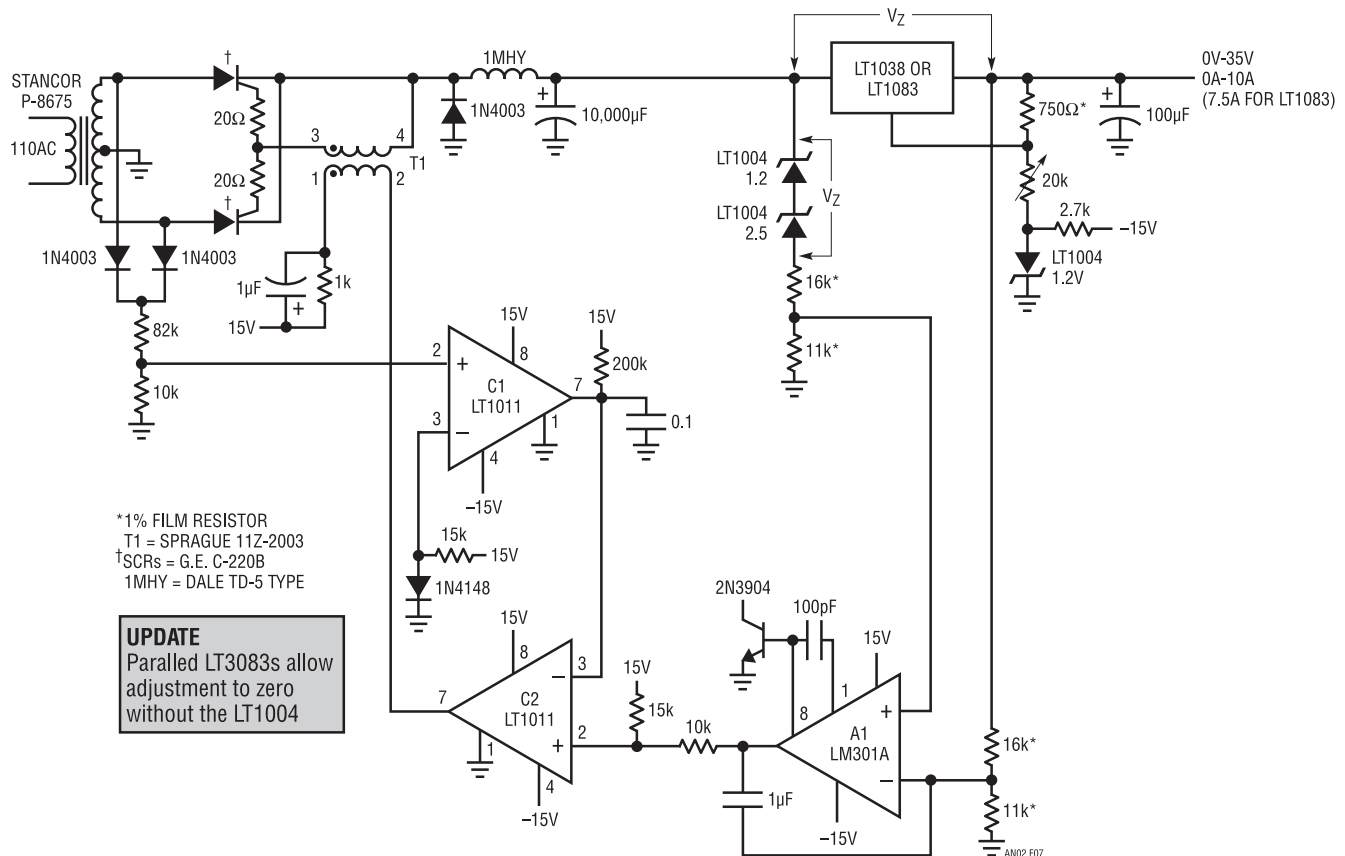 STANCOR
P-8675
110AC
†
20Ω
20Ω
†
3
4
T1
1
2
1MHY
1N4003
+
10,000µF
VZ
LT1038 OR
LT1083
0V-35V
0A-10A
(7.5A FOR LT1083)
750Ω*
+
100µF
LT1004
1.2
VZ
LT1004
2.5
20k
2.7k
–15V
LT1004
1.2V
16k*
11k*
1N4003
1N4003
1µF
+
1k
15V
82k
10k
15V
8
2
+
C1
LT1011
3
–
7
1
4
–15V
15V
200k
0.1
15k
15V
1N4148
*1% FILM RESISTOR
T1 = SPRAGUE 11Z-2003
†SCRs = G.E. C-220B
1MHY = DALE TD-5 TYPE
UPDATE
Paralled LT3083s allow
adjustment to zero
without the LT1004
15V
8
7
C2
LT1011
3
–
2
+
1
4
–15V
15V
15k
10k
2N3904
100pF
15V
1
8
+
A1
LM301A
–
–15V
1µF
16k*
11k*
AN02 F07